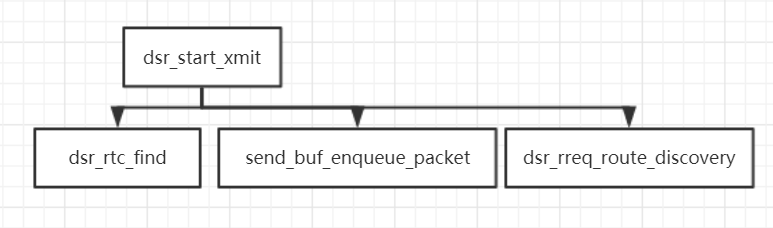 dsr_start_xmit
dsr_rtc_find
send_buf_enqueue_packet
dsr_rreq_route_discovery